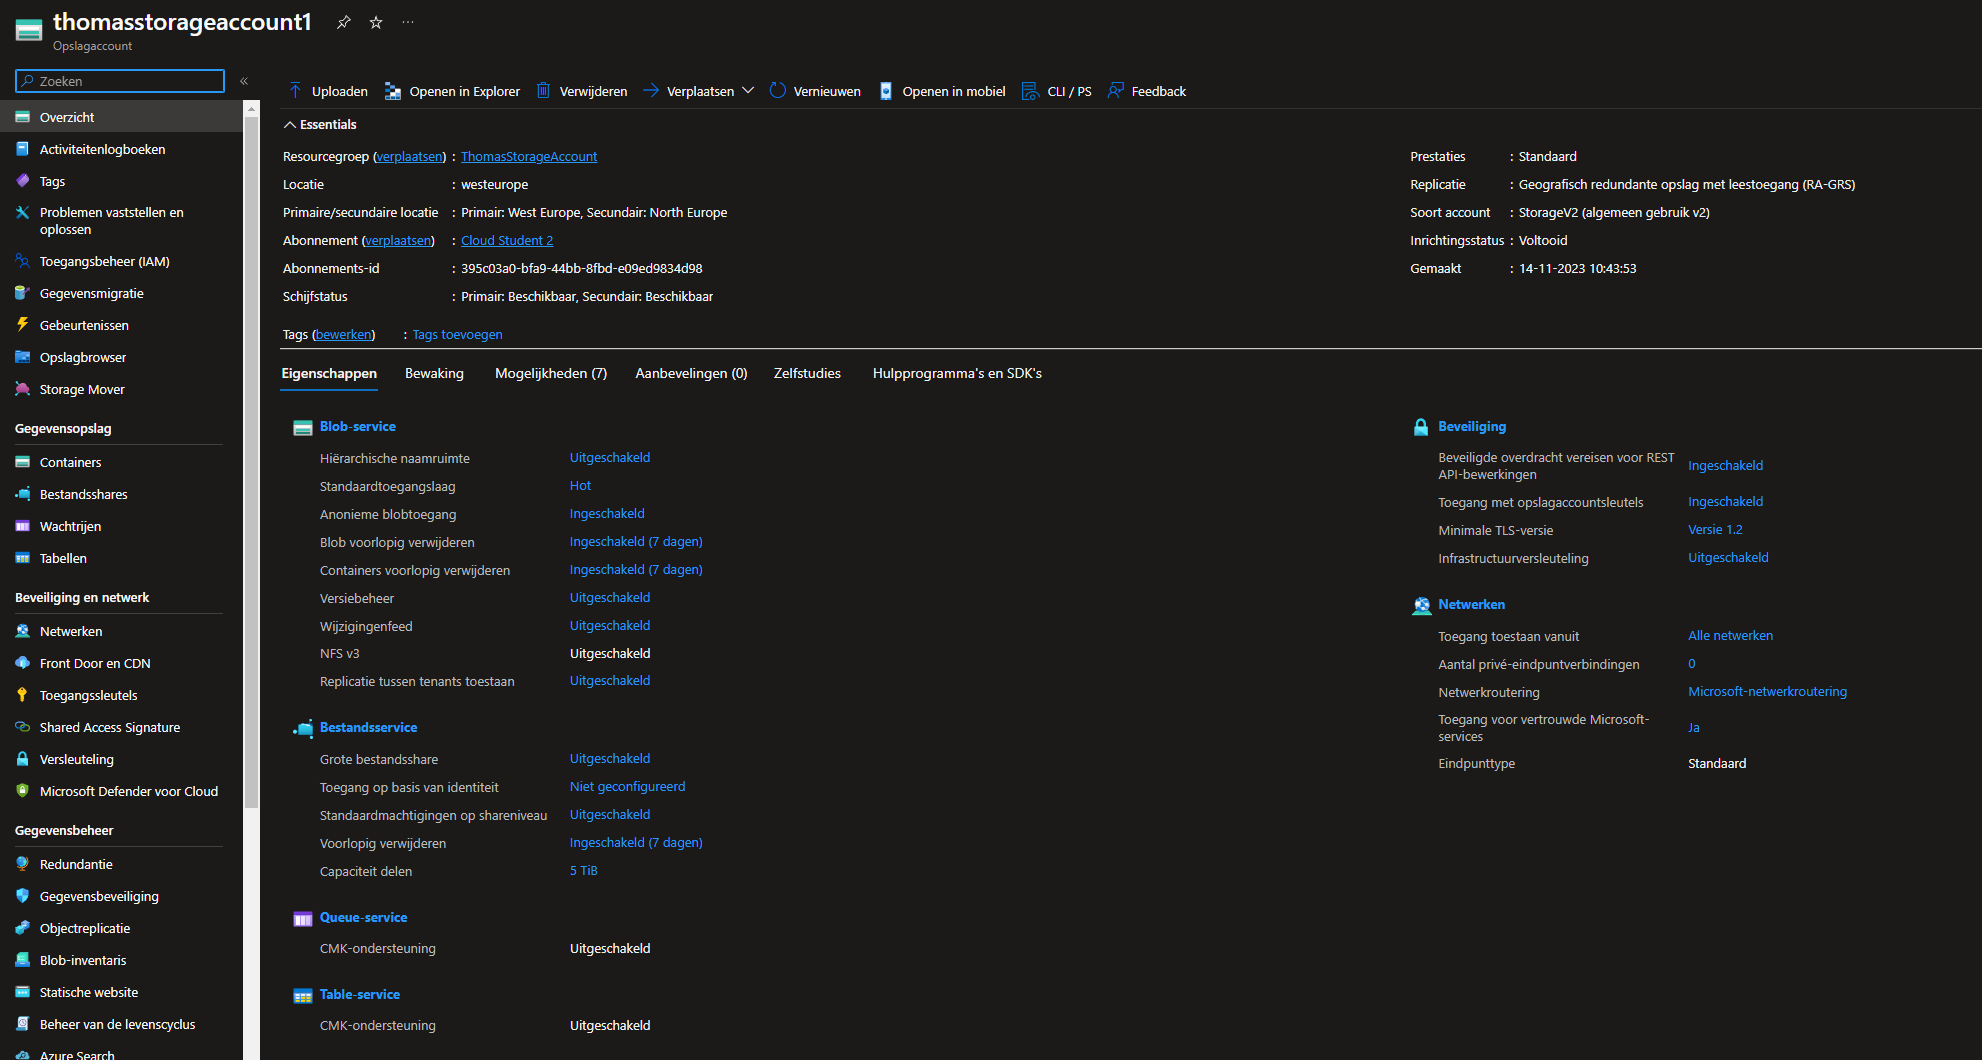 thomasstorageaccount1
Opslagaccount
Zoeken
Overzicht
Activiteitenlogboeken
Tags
Problemen vaststellen en
oplossen
Toegangsbeheer (IAM)
Gegevensmigratie
Gebeurtenissen
Opslagbrowser
Storage Mover
Gegevensopslag
Containers
Bestandsshares
Wachtrijen
Tabellen
Beveiliging en netwerk
Netwerken
Front Door en CDN
Toegangssleutels
Shared Access Signature
Versleuteling
Microsoft Defender voor Cloud
Gegevensbeheer
Redundantie
Gegevensbeveiliging
Objectreplicatie
Blob-inventaris
Statische website
Beheer van de levenscyclus
Azure Search
Uploaden Openen in Explorer Verwijderen Verplaatsen Vernieuwen Openen in mobiel CLI / PS Feedback
Essentials
Resourcegroep (verplaatsen) : ThomasStorageAccount
Locatie : westeurope
Primaire/secundaire locatie : Primair: West Europe, Secundair: North Europe
Abonnement (verplaatsen) : Cloud Student 2
Abonnements-id : 395c03a0-bfa9-44bb-8fbd-e09ed9834d98
Schijfstatus : Primair: Beschikbaar, Secundair: Beschikbaar
Prestaties : Standaard
Replicatie : Geografisch redundante opslag met leestoegang (RA-GRS)
Soort account : StorageV2 (algemeen gebruik v2)
Inrichtingsstatus : Voltooid
Gemaakt : 14-11-2023 10:43:53
Tags (bewerken) : Tags toevoegen
Eigenschappen Bewaking Mogelijkheden (7) Aanbevelingen (0) Zelfstudies Hulpprogramma's en SDK's
Blob-service
Hiërarchische naamruimte Uitgeschakeld
Standaardtoegangslaag Hot
Anonieme blobtoegang Ingeschakeld
Blob voorlopig verwijderen Ingeschakeld (7 dagen)
Containers voorlopig verwijderen Ingeschakeld (7 dagen)
Versiebeheer Uitgeschakeld
Wijzigingenfeed Uitgeschakeld
NFS v3 Uitgeschakeld
Replicatie tussen tenants toestaan Uitgeschakeld
Bestandsservice
Grote bestandsshare Uitgeschakeld
Toegang op basis van identiteit Niet geconfigureerd
Standaardmachtigingen op shareniveau Uitgeschakeld
Voorlopig verwijderen Ingeschakeld (7 dagen)
Capaciteit delen 5 TiB
Queue-service
CMK-ondersteuning Uitgeschakeld
Table-service
CMK-ondersteuning Uitgeschakeld
Beveiliging
Beveiligde overdracht vereisen voor REST
API-bewerkingen Ingeschakeld
Toegang met opslagaccountsleutels Ingeschakeld
Minimale TLS-versie Versie 1.2
Infrastructuurversleuteling Uitgeschakeld
Netwerken
Toegang toestaan vanuit Alle netwerken
Aantal privé-eindpuntverbindingen 0
Netwerkroutering Microsoft-netwerkroutering
Toegang voor vertrouwde Microsoft-
services Ja
Eindpunttype Standaard